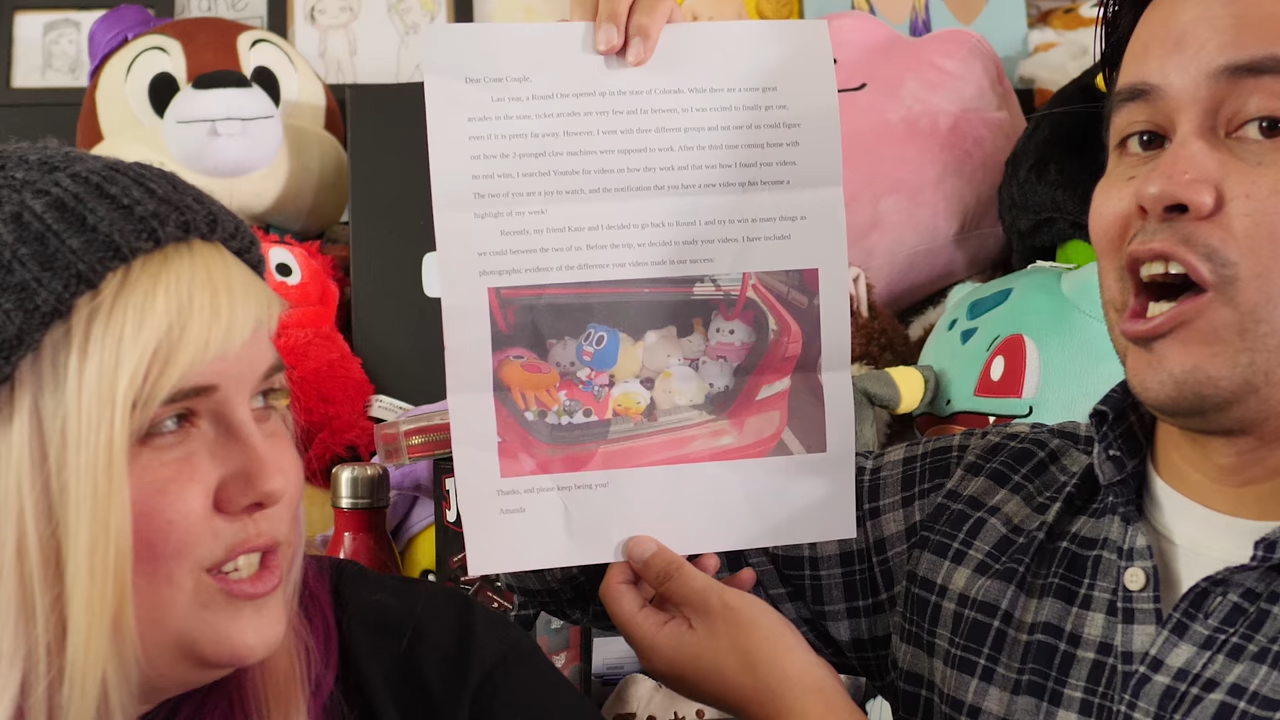 Dear Crane Couple,
Last year, a Round One opened up in the state of Colorado. While there are a some great
arcades in the state, ticket arcades are very few and far between, so I was excited to finally get one,
even if it is pretty far away. However, I went with three different groups and not one of us could figure
out how the 2-pronged claw machines were supposed to work. After the third time coming home with
no real wins, I searched Youtube for videos on how they work and that was how I found your videos.
The two of you are a joy to watch, and the notification that you have a new video up has become a
highlight of my week!
Recently, my friend Katie and I decided to go back to Round 1 and try to win as many things as
we could between the two of us. Before the trip, we decided to study your videos. I have included
photographic evidence of the difference your videos made in our success:
Thanks, and please keep being you!
Amanda